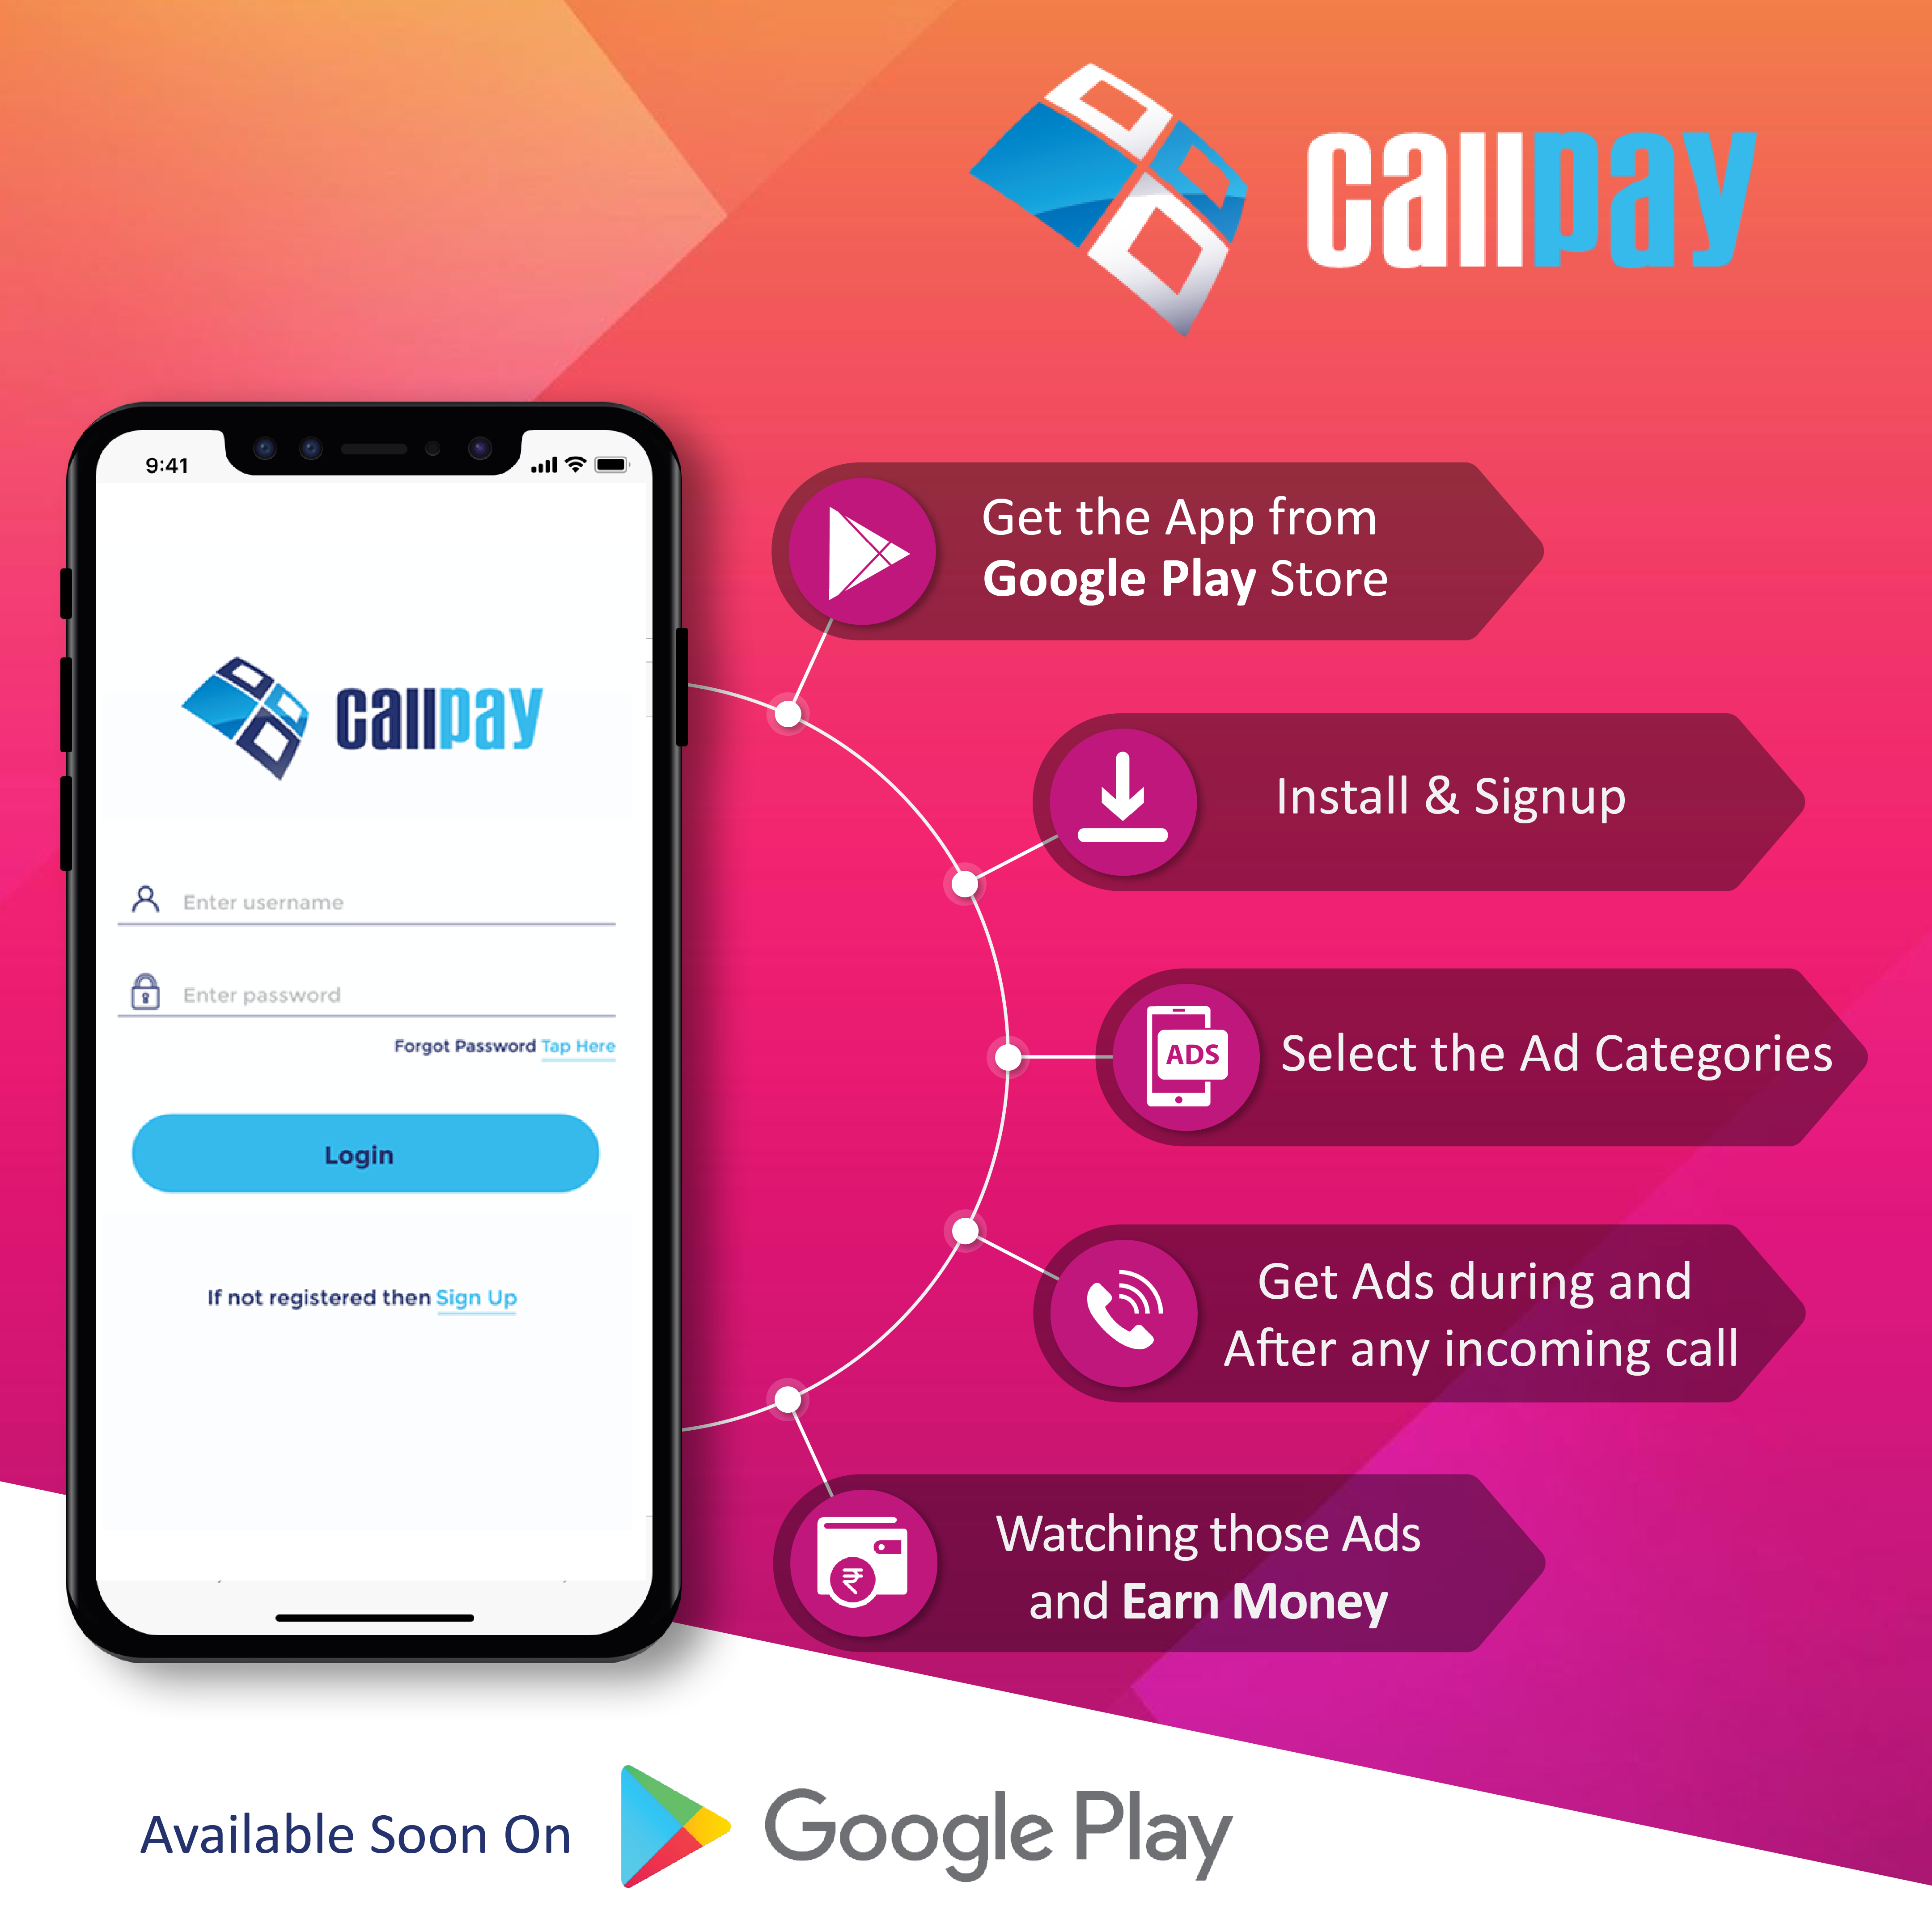 callpay
9:41
callpay
Enter username
Enter password
Forgot Password Tap Here
Login
If not registered then Sign Up
Get the App from
Google Play Store
Install & Signup
ADS
Select the Ad Categories
Get Ads during and
After any incoming call
₹
Watching those Ads
and Earn Money
Available Soon On
Google Play